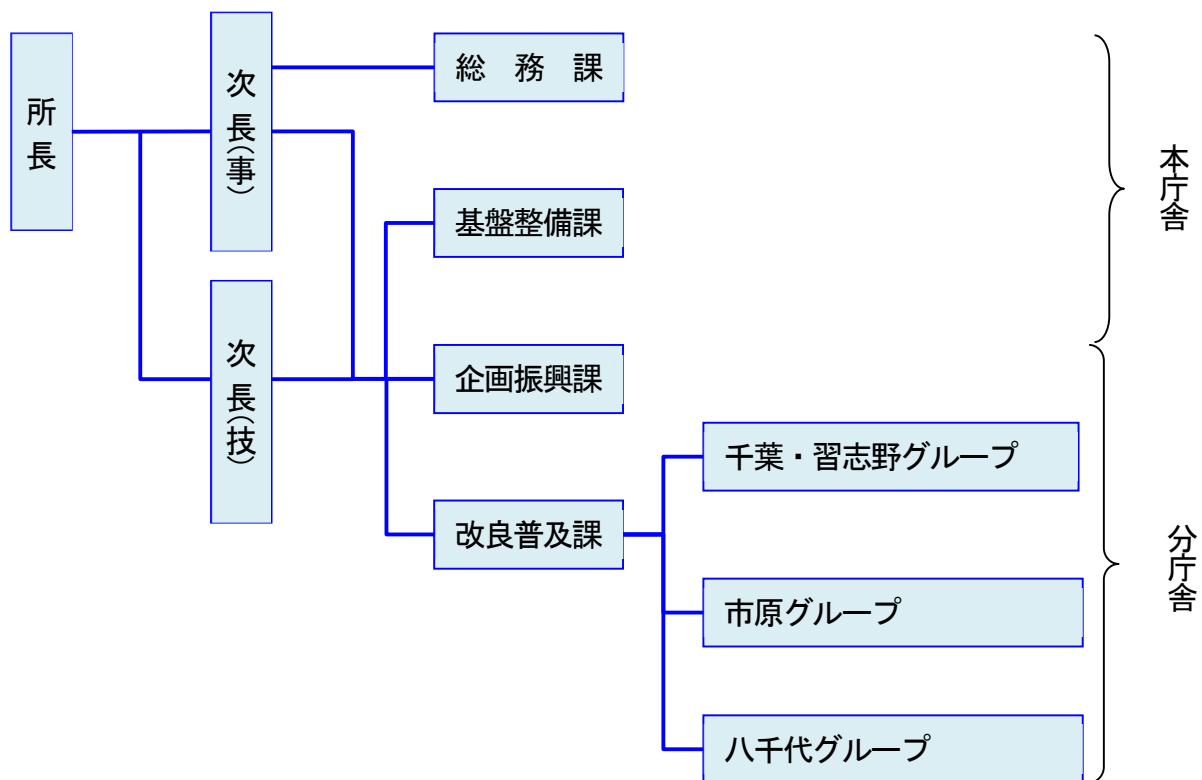 所長
次長(事)
次長(技)
総　務　課
基盤整備課
企画振興課
改良普及課
千葉・習志野グループ
市原グループ
八千代グループ
本庁舎
分庁舎